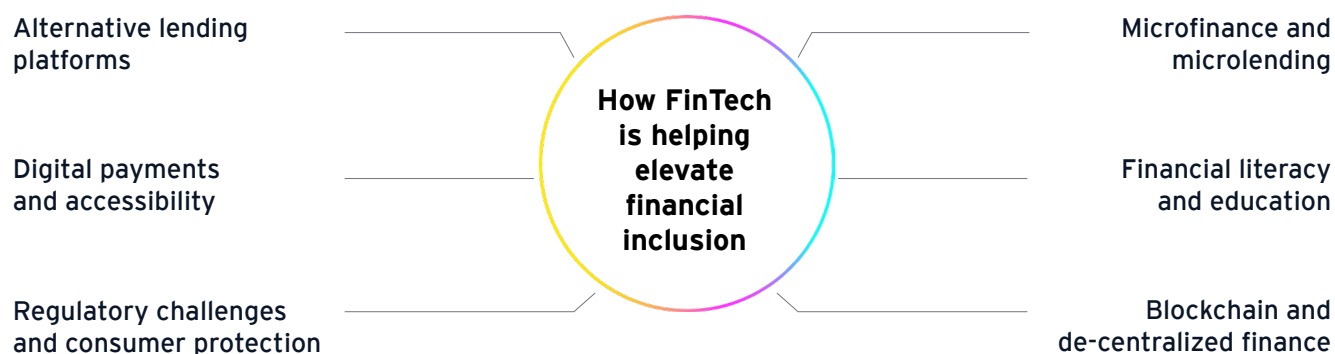 Alternative lending
platforms
Digital payments
and accessibility
Regulatory challenges
and consumer protection
How FinTech
is helping
elevate
financial
inclusion
Microfinance and
microlending
Financial literacy
and education
Blockchain and
de-centralized finance